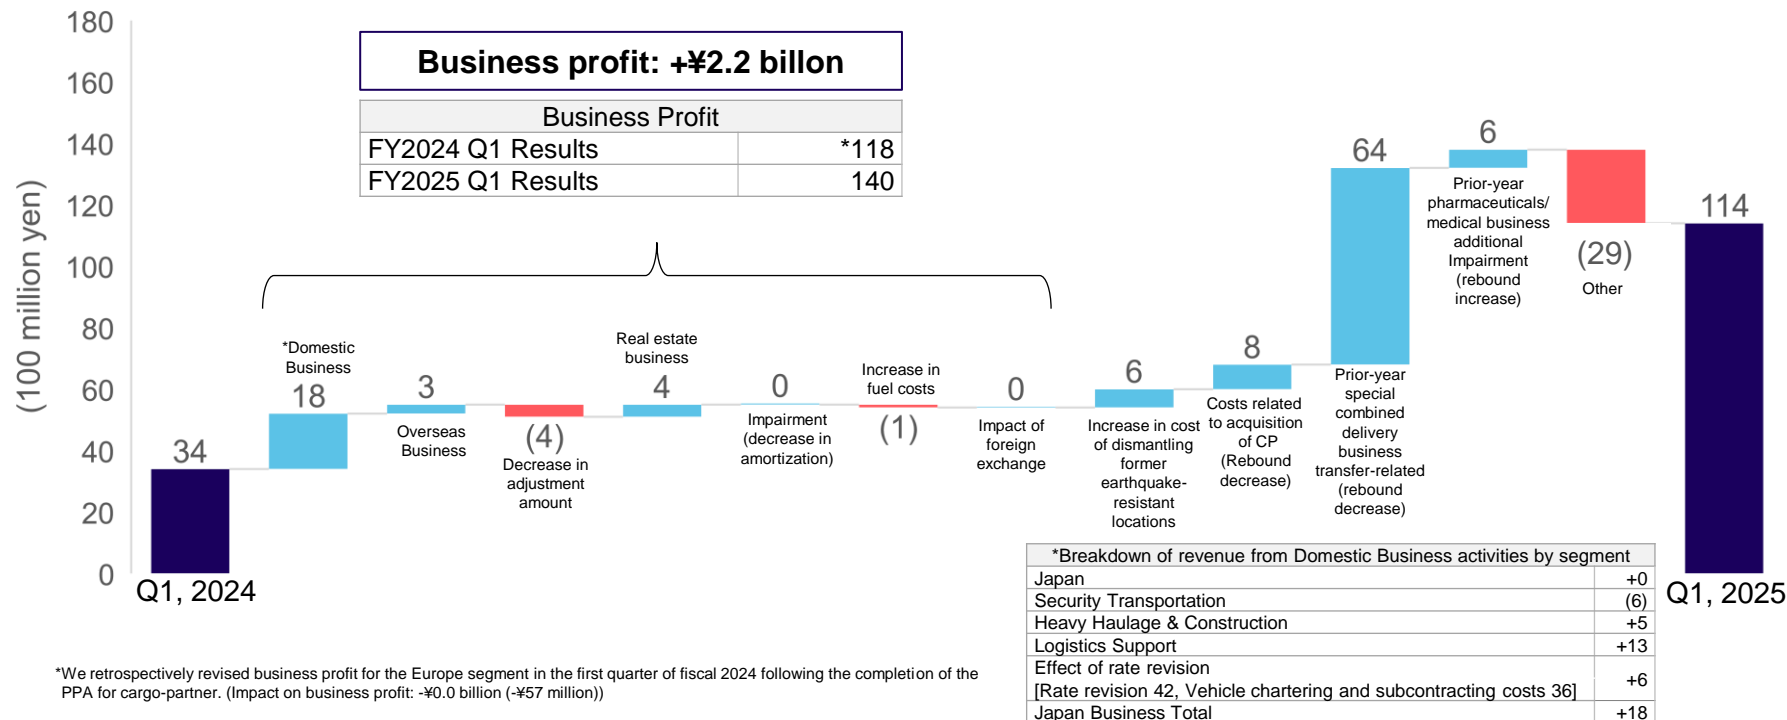 180
160
140
120
100
80
60
40
20
0
(100 million yen)
Business profit: +¥2.2 billon
Business Profit
FY2024 Q1 Results *118
FY2025 Q1 Results 140
34
Q1, 2024
*Domestic
Business
18
3
Overseas
Business
(4)
Decrease in
adjustment
amount
Real estate
business
4
0
Impairment
(decrease in
amortization)
Increase in
fuel costs
(1)
0
Impact of
foreign
exchange
6
Increase in cost
of dismantling
former
earthquake-
resistant
locations
8
Costs related
to acquisition
of CP
(Rebound
decrease)
64
Prior-year
special
combined
delivery
business
transfer-related
(rebound
decrease)
6
Prior-year
pharmaceuticals/
medical business
additional
Impairment
(rebound
increase)
(29)
Other
114
Q1, 2025
*Breakdown of revenue from Domestic Business activities by segment
Japan +0
Security Transportation (6)
Heavy Haulage & Construction +5
Logistics Support +13
Effect of rate revision
[Rate revision 42, Vehicle chartering and subcontracting costs 36] +6
Japan Business Total +18
*We retrospectively revised business profit for the Europe segment in the first quarter of fiscal 2024 following the completion of the
PPA for cargo-partner. (Impact on business profit: -¥0.0 billion (-¥57 million))